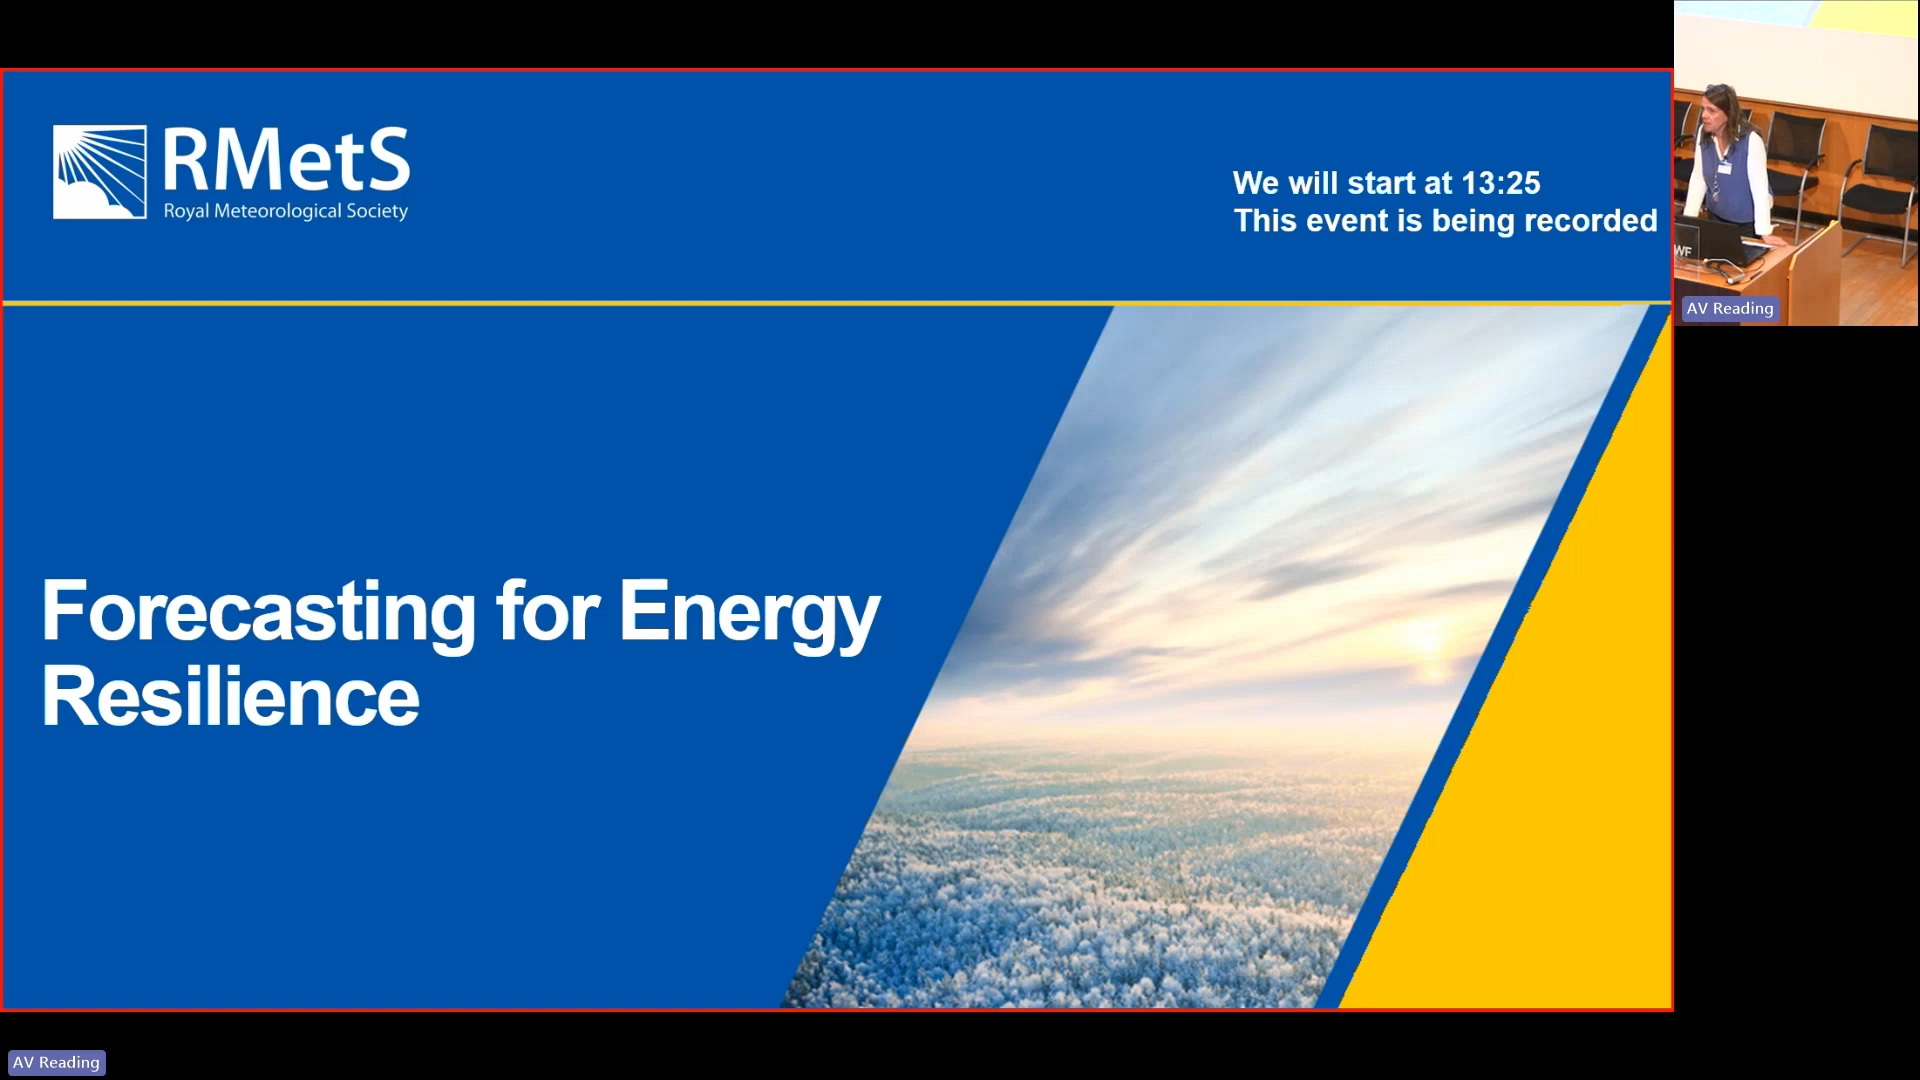 RMetS
Royal Meteorological Society
We will start at 13:25
This event is being recorded
Forecasting for Energy
Resilience
WF
AV Reading
AV Reading